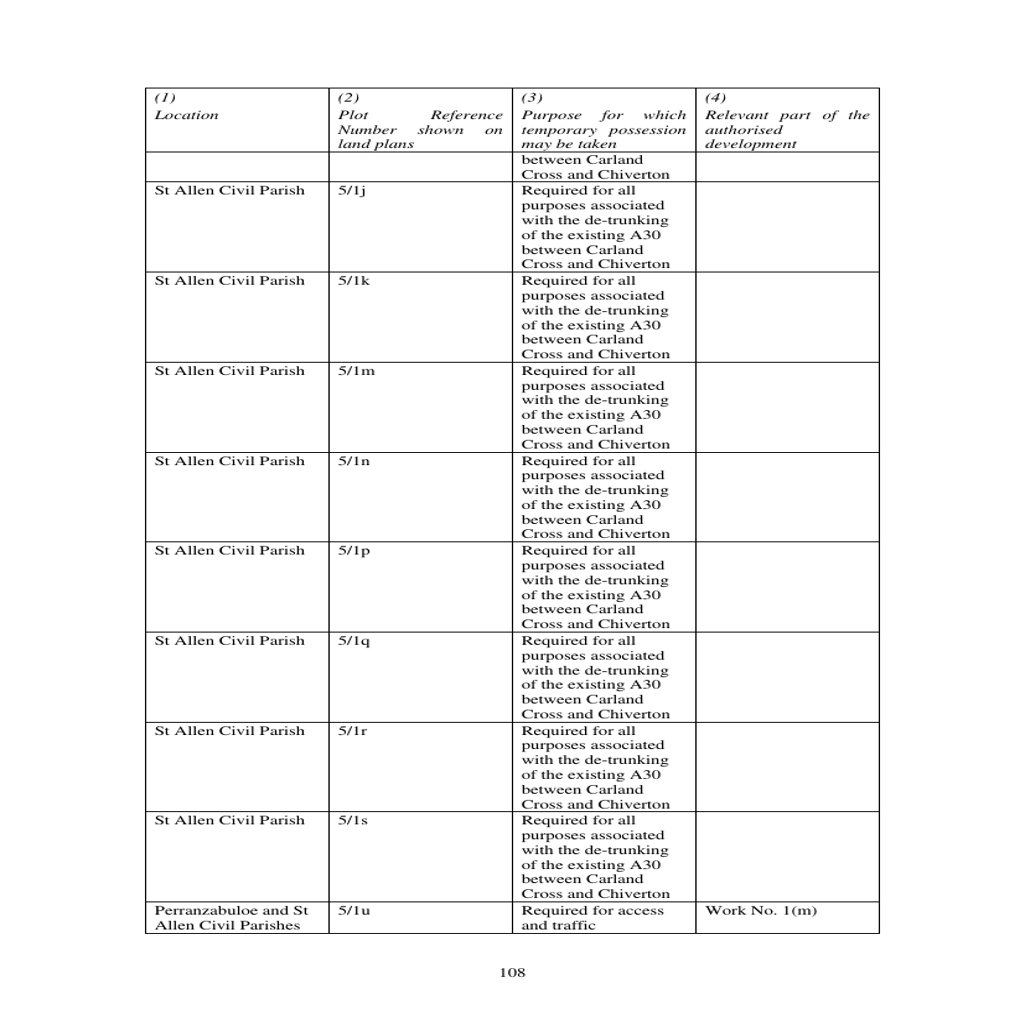 (1)
Location
(2)
Plot Reference
Number shown on
land plans
(3)
Purpose for which
temporary possession
may be taken
(4)
Relevant part of the
authorised
development
between Carland
Cross and Chiverton
St Allen Civil Parish
5/1j
Required for all
purposes associated
with the de-trunking
of the existing A30
between Carland
Cross and Chiverton
St Allen Civil Parish
5/1k
Required for all
purposes associated
with the de-trunking
of the existing A30
between Carland
Cross and Chiverton
St Allen Civil Parish
5/1m
Required for all
purposes associated
with the de-trunking
of the existing A30
between Carland
Cross and Chiverton
St Allen Civil Parish
5/1n
Required for all
purposes associated
with the de-trunking
of the existing A30
between Carland
Cross and Chiverton
St Allen Civil Parish
5/1p
Required for all
purposes associated
with the de-trunking
of the existing A30
between Carland
Cross and Chiverton
St Allen Civil Parish
5/1q
Required for all
purposes associated
with the de-trunking
of the existing A30
between Carland
Cross and Chiverton
St Allen Civil Parish
5/1r
Required for all
purposes associated
with the de-trunking
of the existing A30
between Carland
Cross and Chiverton
St Allen Civil Parish
5/1s
Required for all
purposes associated
with the de-trunking
of the existing A30
between Carland
Cross and Chiverton
Perranzabuloe and St
Allen Civil Parishes
5/1u
Required for access
and traffic
Work No. 1(m)
108